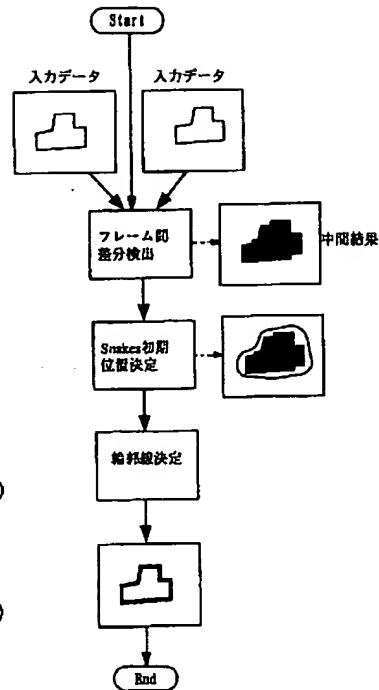 Start
入力データ
入力データ
フレーム間
差分検出
中間結果
Snakes初期
位置決定
輪郭線決定
End